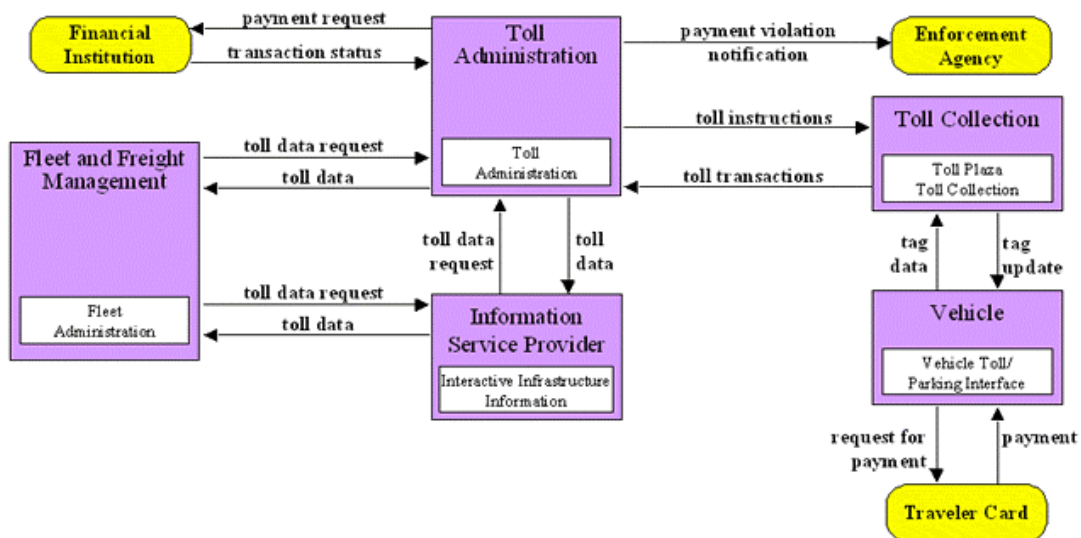 Financial
Institution
payment request
transaction status
Toll
Administration
Toll
Administration
payment violation
notification
Enforcement
Agency
Fleet and Freight
Management
Fleet
Administration
toll data request
toll data
toll instructions
toll transactions
Toll Collection
Toll Plaza
Toll Collection
toll data
request
toll
data
tag
data
tag
update
toll data request
toll data
Information
Service Provider
Interactive Infrastructure
Information
Vehicle
Vehicle Toll/
Parking Interface
request for
payment
payment
Traveler Card